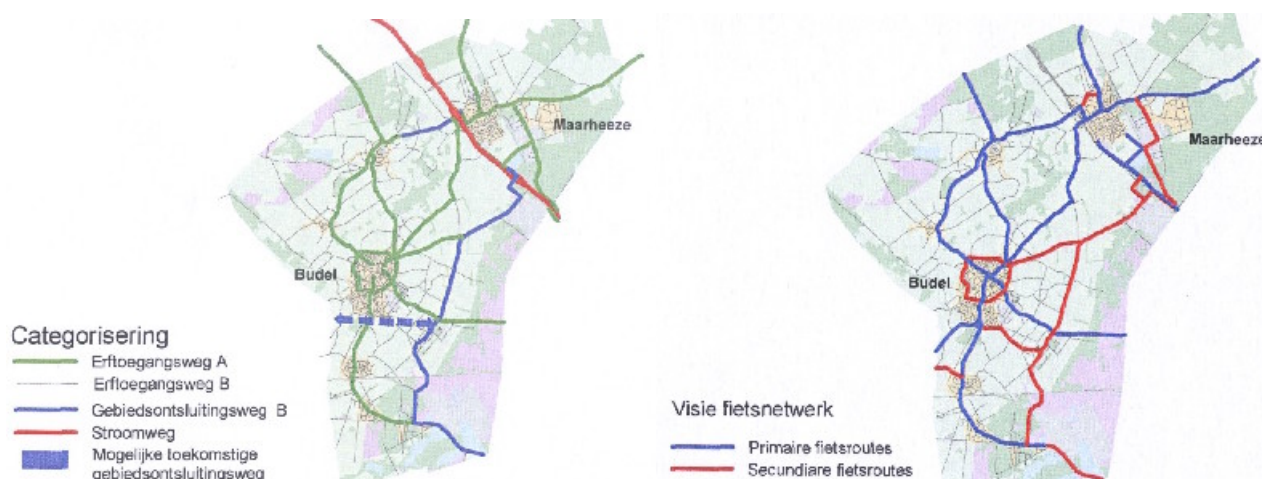 Maarheeze
Budel
Categorisering
Erftoegangsweg A
Erftoegangsweg B
Gebiedsontsluitingsweg B
Stroomweg
Mogelijke toekomstige
gebiedsontsluitingsweg
Maarheeze
Budel
Visie fietsnetwerk
Primaire fietsroutes
Secundiare fietsroutes